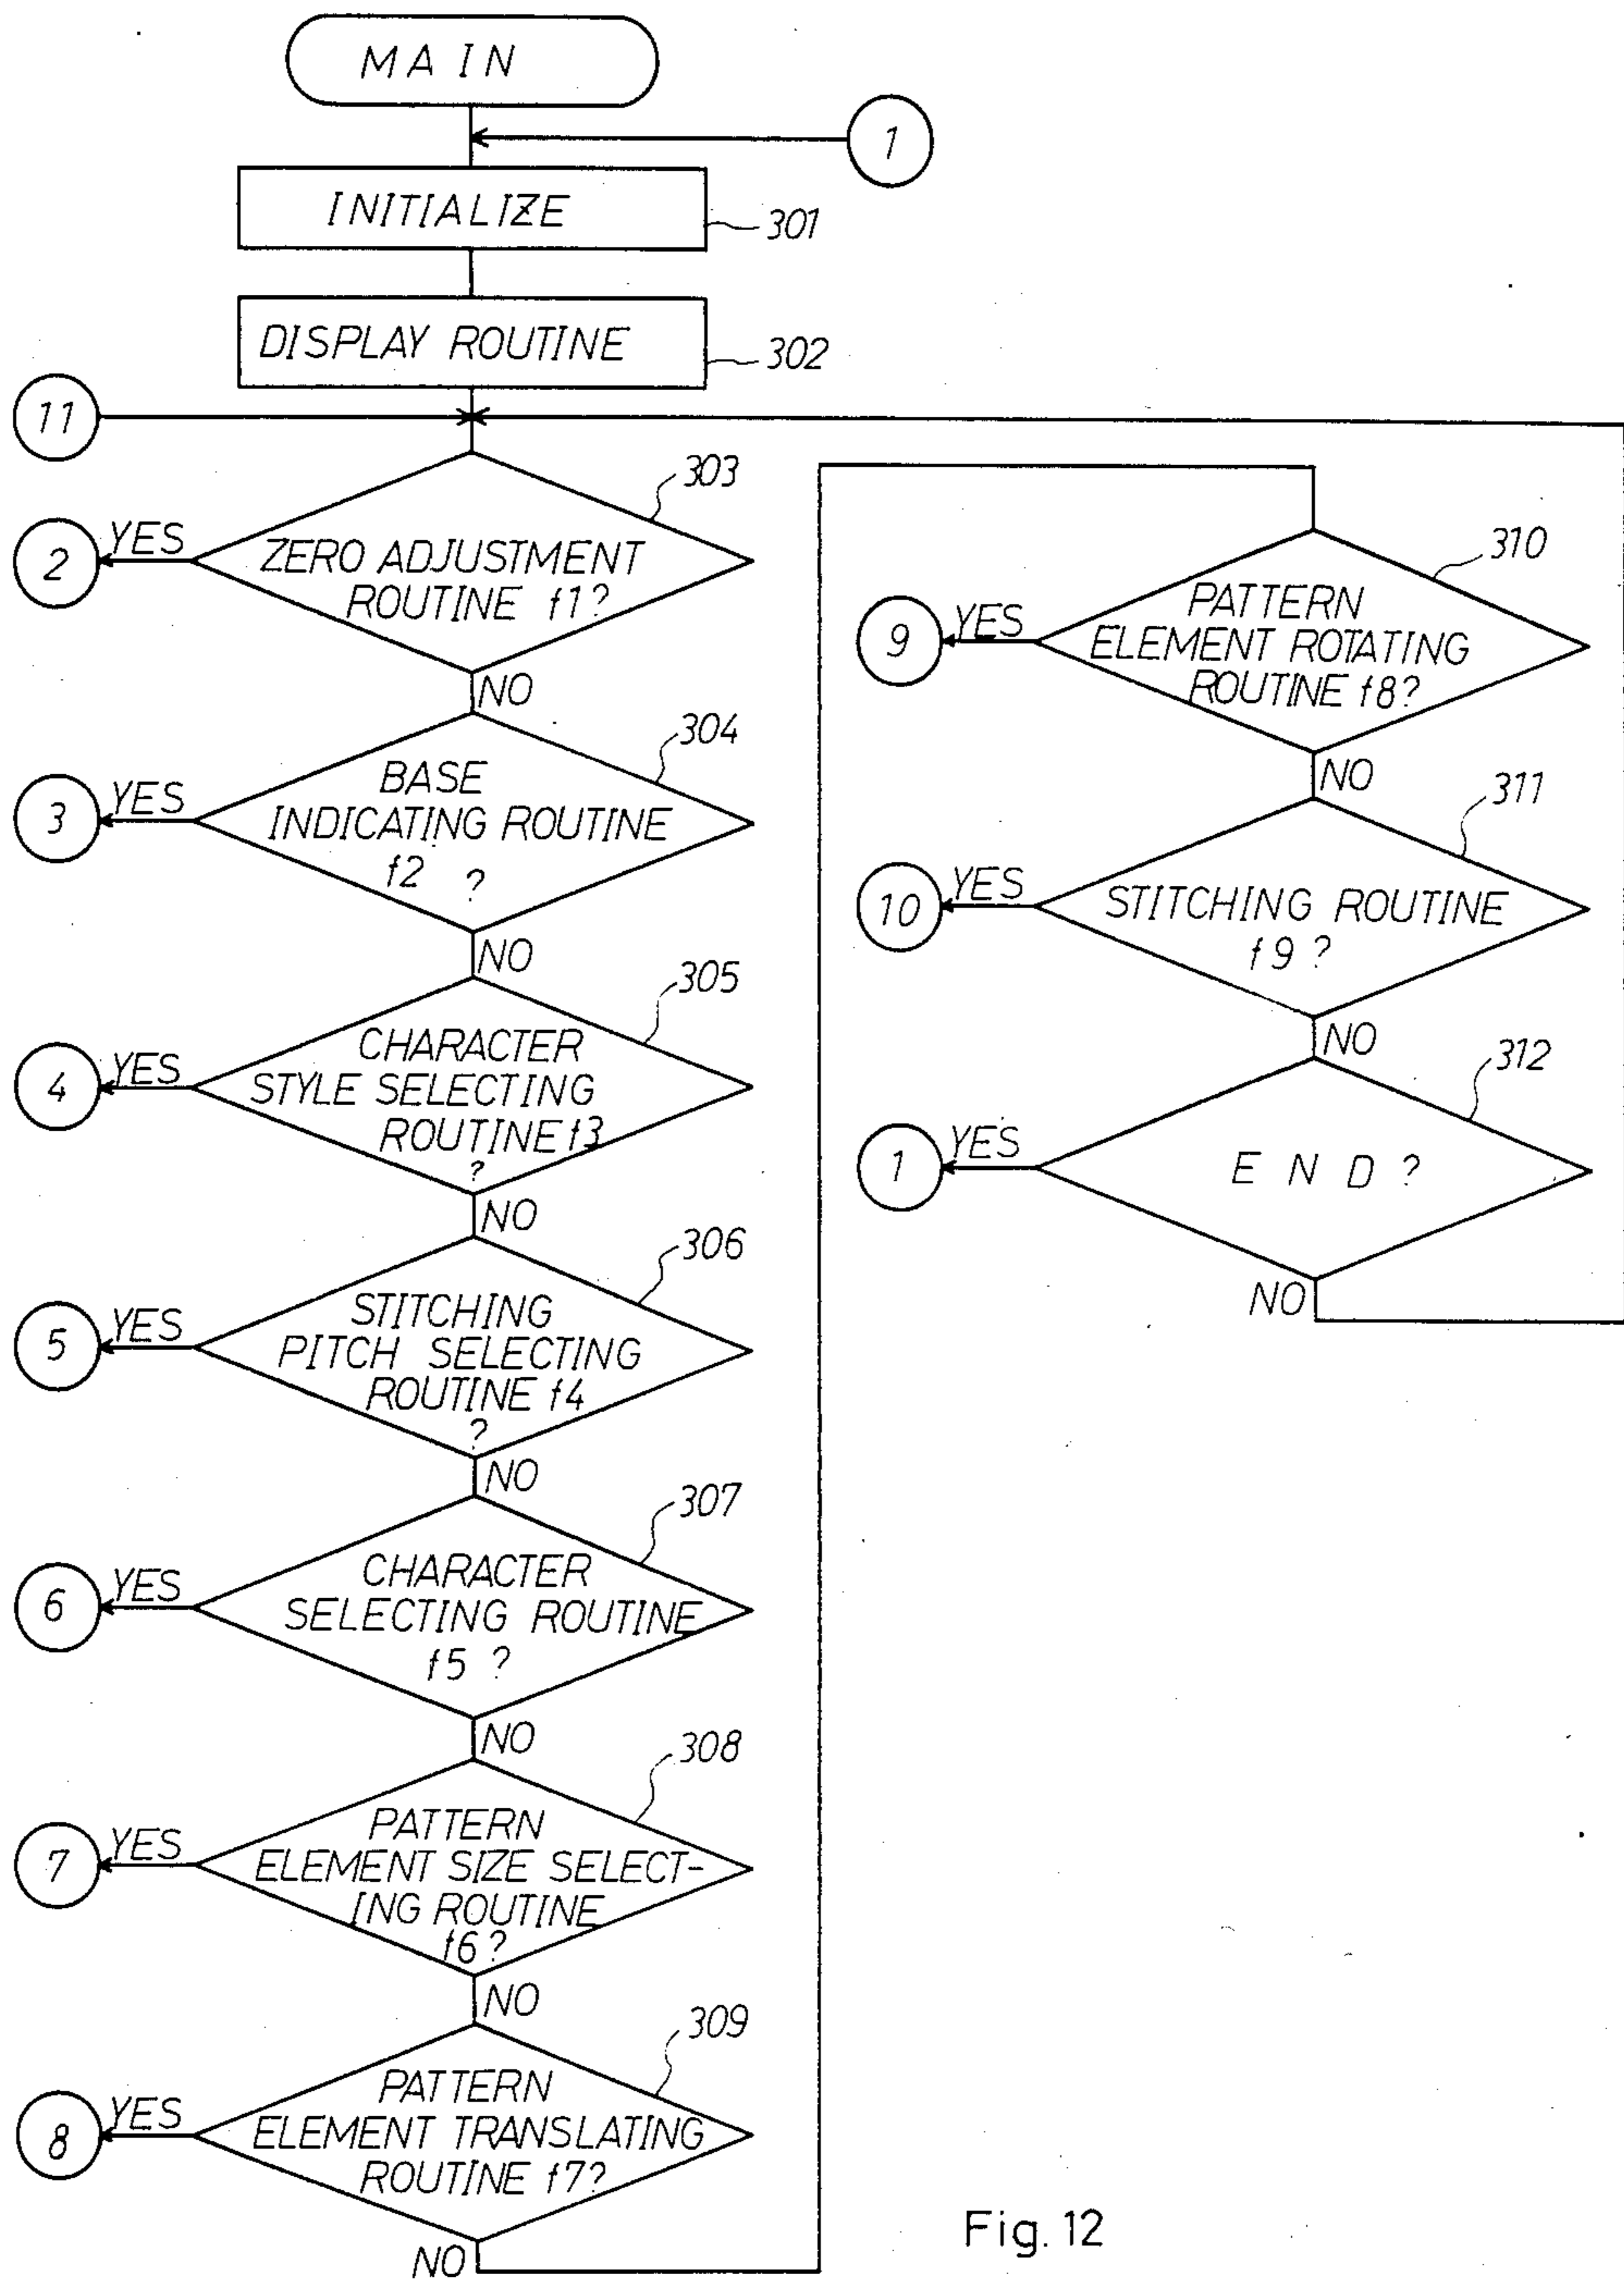 MAIN
1
INITIALIZE
301
DISPLAY ROUTINE
302
11
303
2
YES
ZERO ADJUSTMENT
ROUTINE f1?
NO
304
3
YES
BASE
INDICATING ROUTINE
f2 ?
NO
305
4
YES
CHARACTER
STYLE SELECTING
ROUTINE f3
?
NO
306
5
YES
STITCHING
PITCH SELECTING
ROUTINE f4
?
NO
307
6
YES
CHARACTER
SELECTING ROUTINE
f5 ?
NO
308
7
YES
PATTERN
ELEMENT SIZE SELECT-
ING ROUTINE
f6?
NO
309
8
YES
PATTERN
ELEMENT TRANSLATING
ROUTINE f7?
NO
310
9
YES
PATTERN
ELEMENT ROTATING
ROUTINE f8?
NO
311
10
YES
STITCHING ROUTINE
f9 ?
NO
312
1
YES
END?
NO
Fig. 12